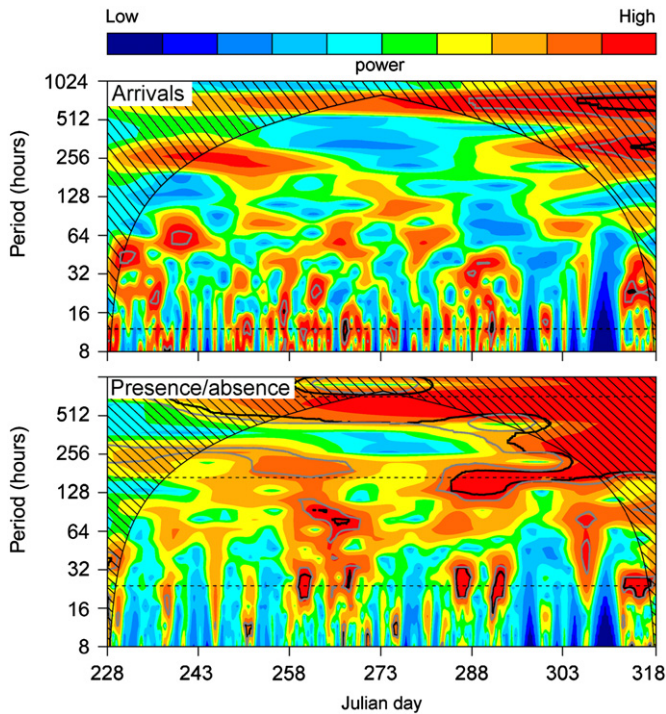 Low High
power
Arrivals
1024
512
256
128
64
32
16
8
Period (hours)
Presence/absence
512
256
128
64
32
16
8
Period (hours)
228 243 258 273 288 303 318
Julian day